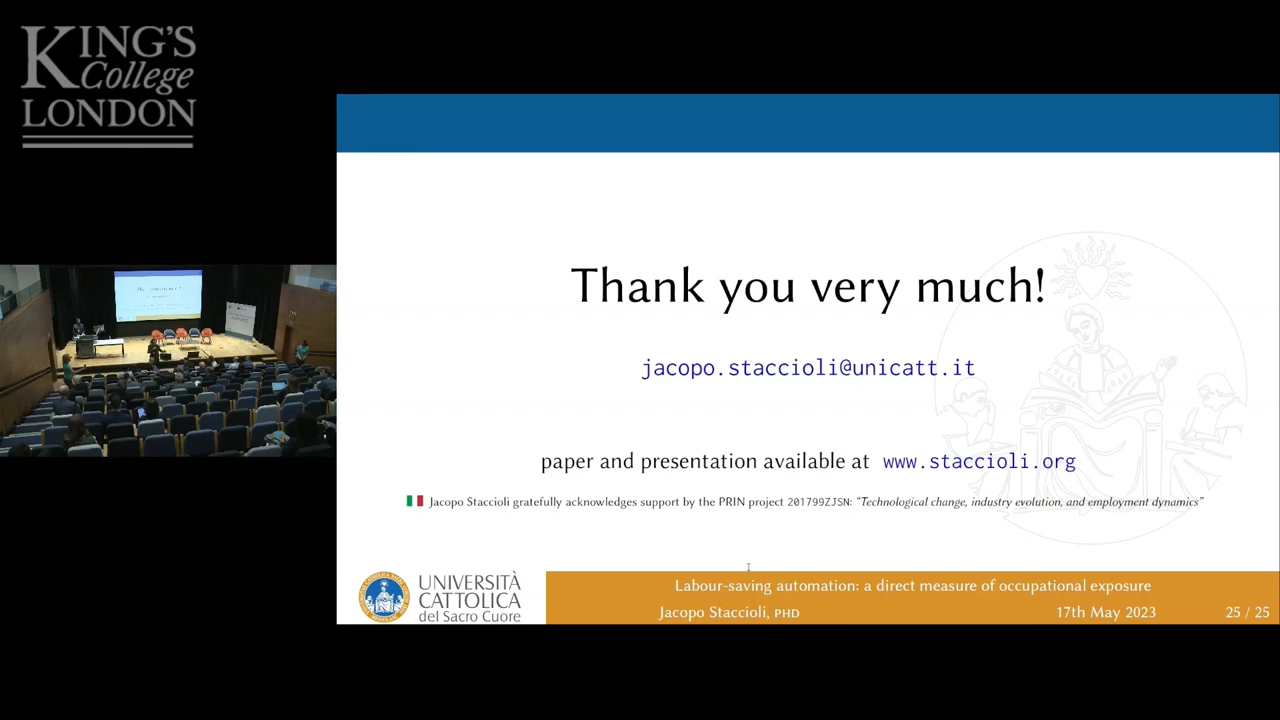 KING'S
College
LONDON
Thank you very much!
jacopo.staccioli@unicatt.it
paper and presentation available at www.staccioli.org
Jacopo Staccioli gratefully acknowledges support by the PRIN project 201799ZJSN: “Technological change, industry evolution, and employment dynamics”
UNIVERSITÀ
CATTOLICA
del Sacro Cuore
Labour-saving automation: a direct measure of occupational exposure
Jacopo Staccioli, PHD 17th May 2023 25 / 25